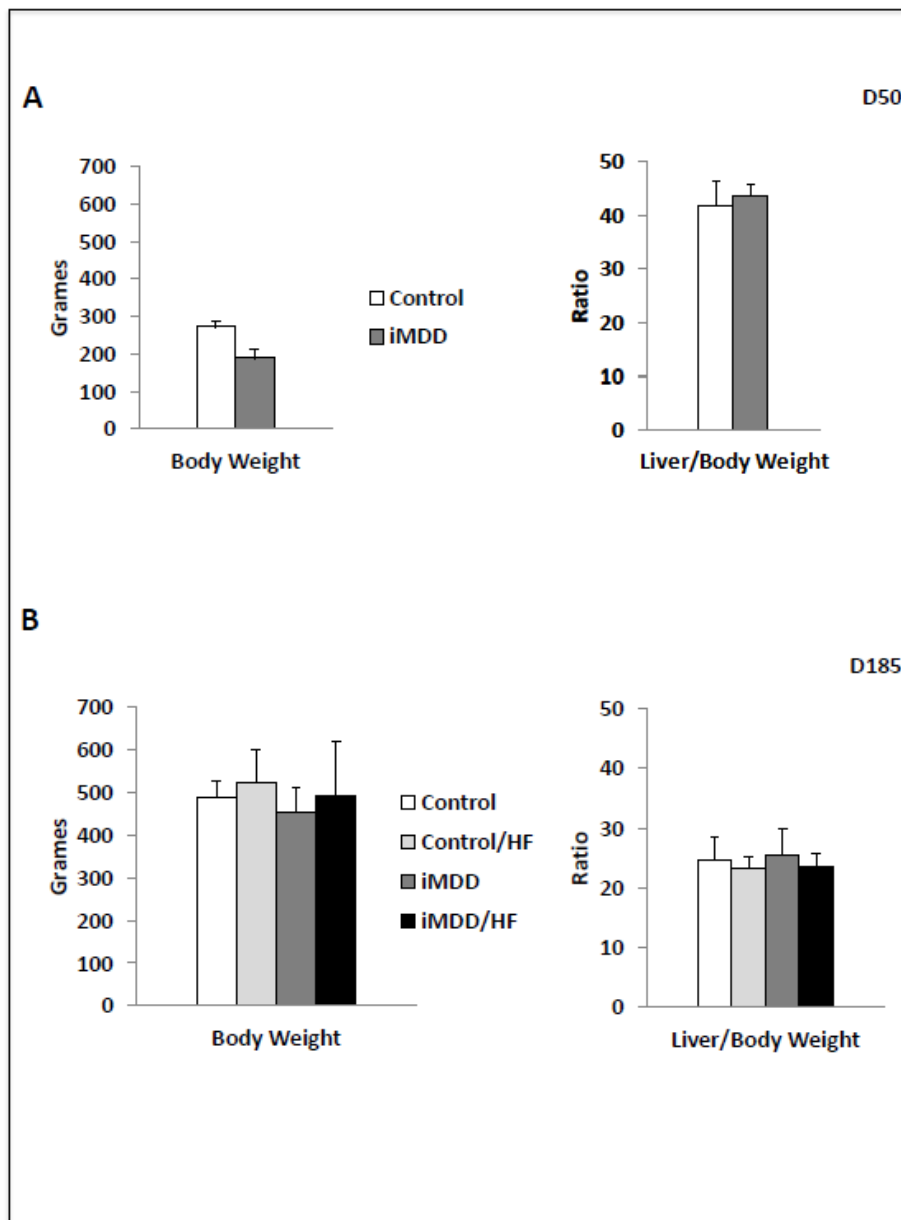 A
D50
700
600
500
400
300
200
100
0
Grames
Body Weight
Control
iMDD
50
40
30
20
10
0
Ratio
Liver/Body Weight
B
D185
700
600
500
400
300
200
100
0
Grames
Body Weight
Control
Control/HF
iMDD
iMDD/HF
50
40
30
20
10
0
Ratio
Liver/Body Weight